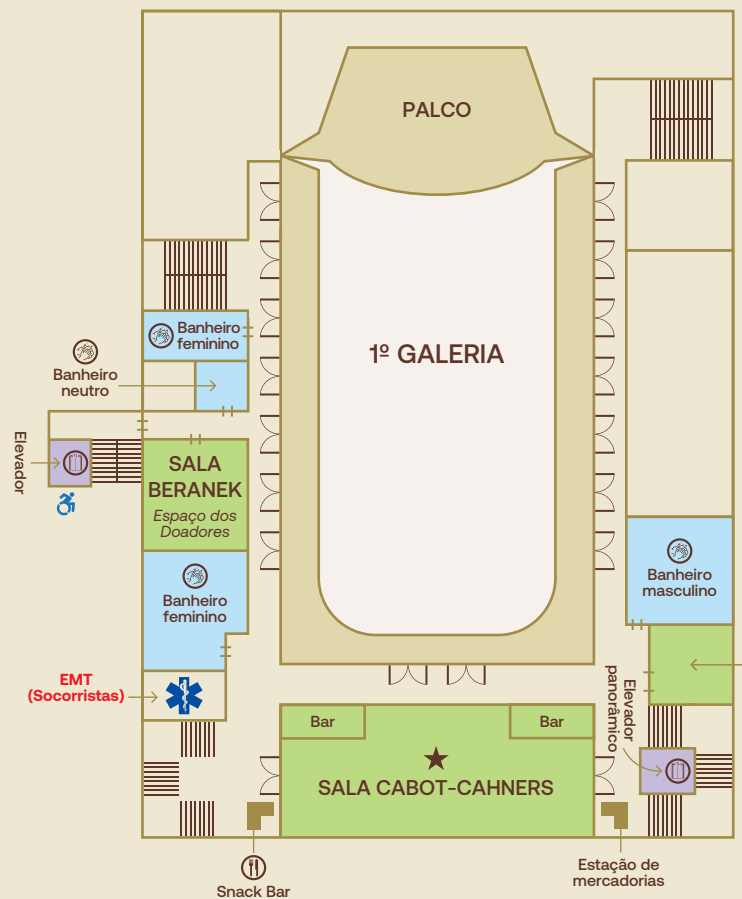 PALCO
1º GALERIA
Banheiro
feminino
Banheiro
neutro
Elevador
SALA
BERANEK
Espaço dos
Doadores
Banheiro
feminino
Banheiro
masculino
EMT
(Socorristas)
Elevador
panorâmico
Bar
Bar
SALA CABOT-CAHNERS
Snack Bar
Estação de
mercadorias